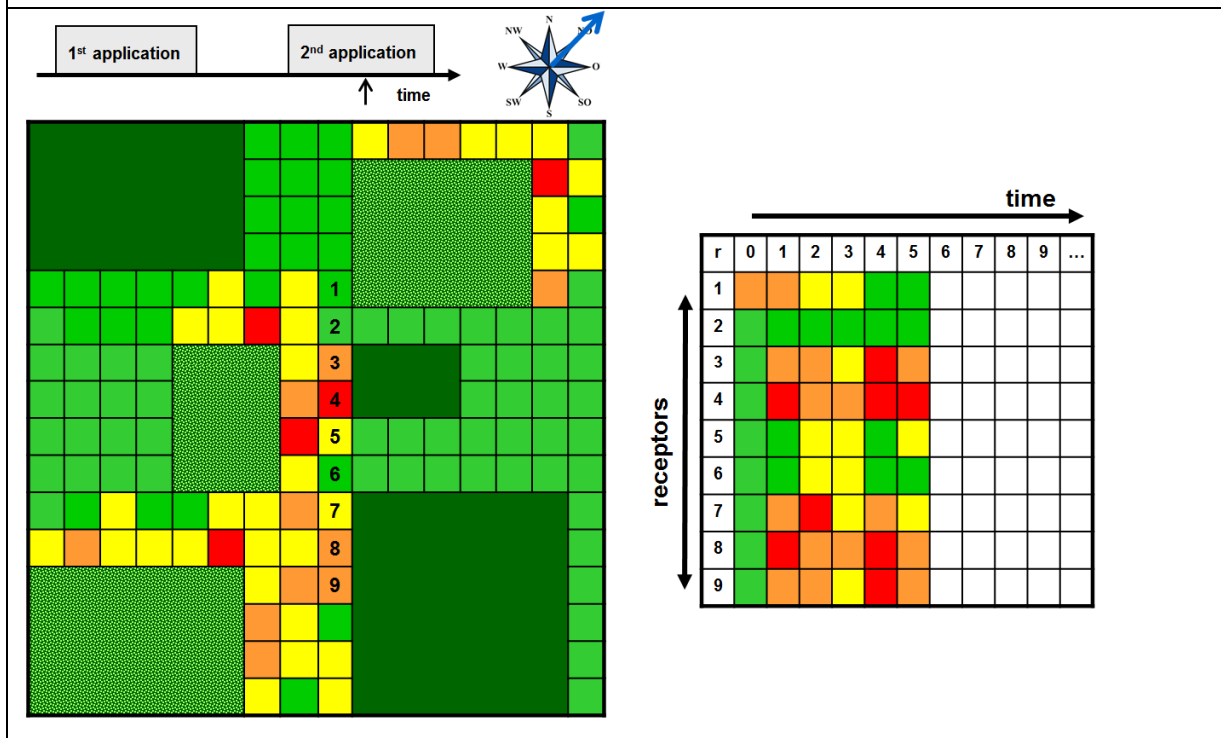 1st application
2nd application
time
N
NW
NO
W
O
SW
SO
S
1
2
3
4
5
6
7
8
9
time
r 0 1 2 3 4 5 6 7 8 9 ...
1
2
3
4
5
6
7
8
9
receptors